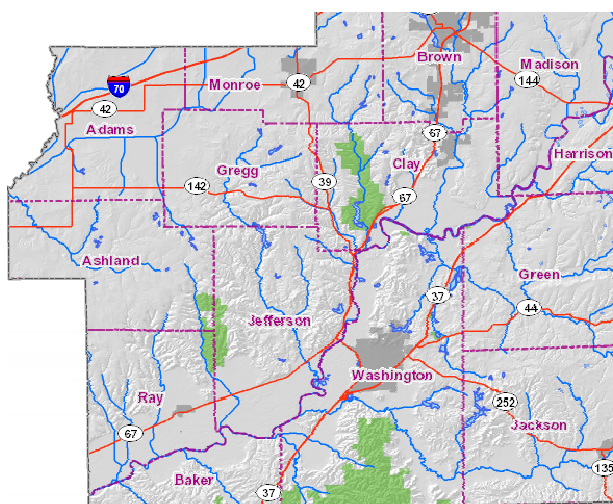 Brown
Madison
144
70
Monroe
42
42
Adams
67
Harrison
Clay
Gregg
39
142
67
Ashland
Green
37
44
Jefferson
Washington
Ray
252
Jackson
67
135
Baker
37